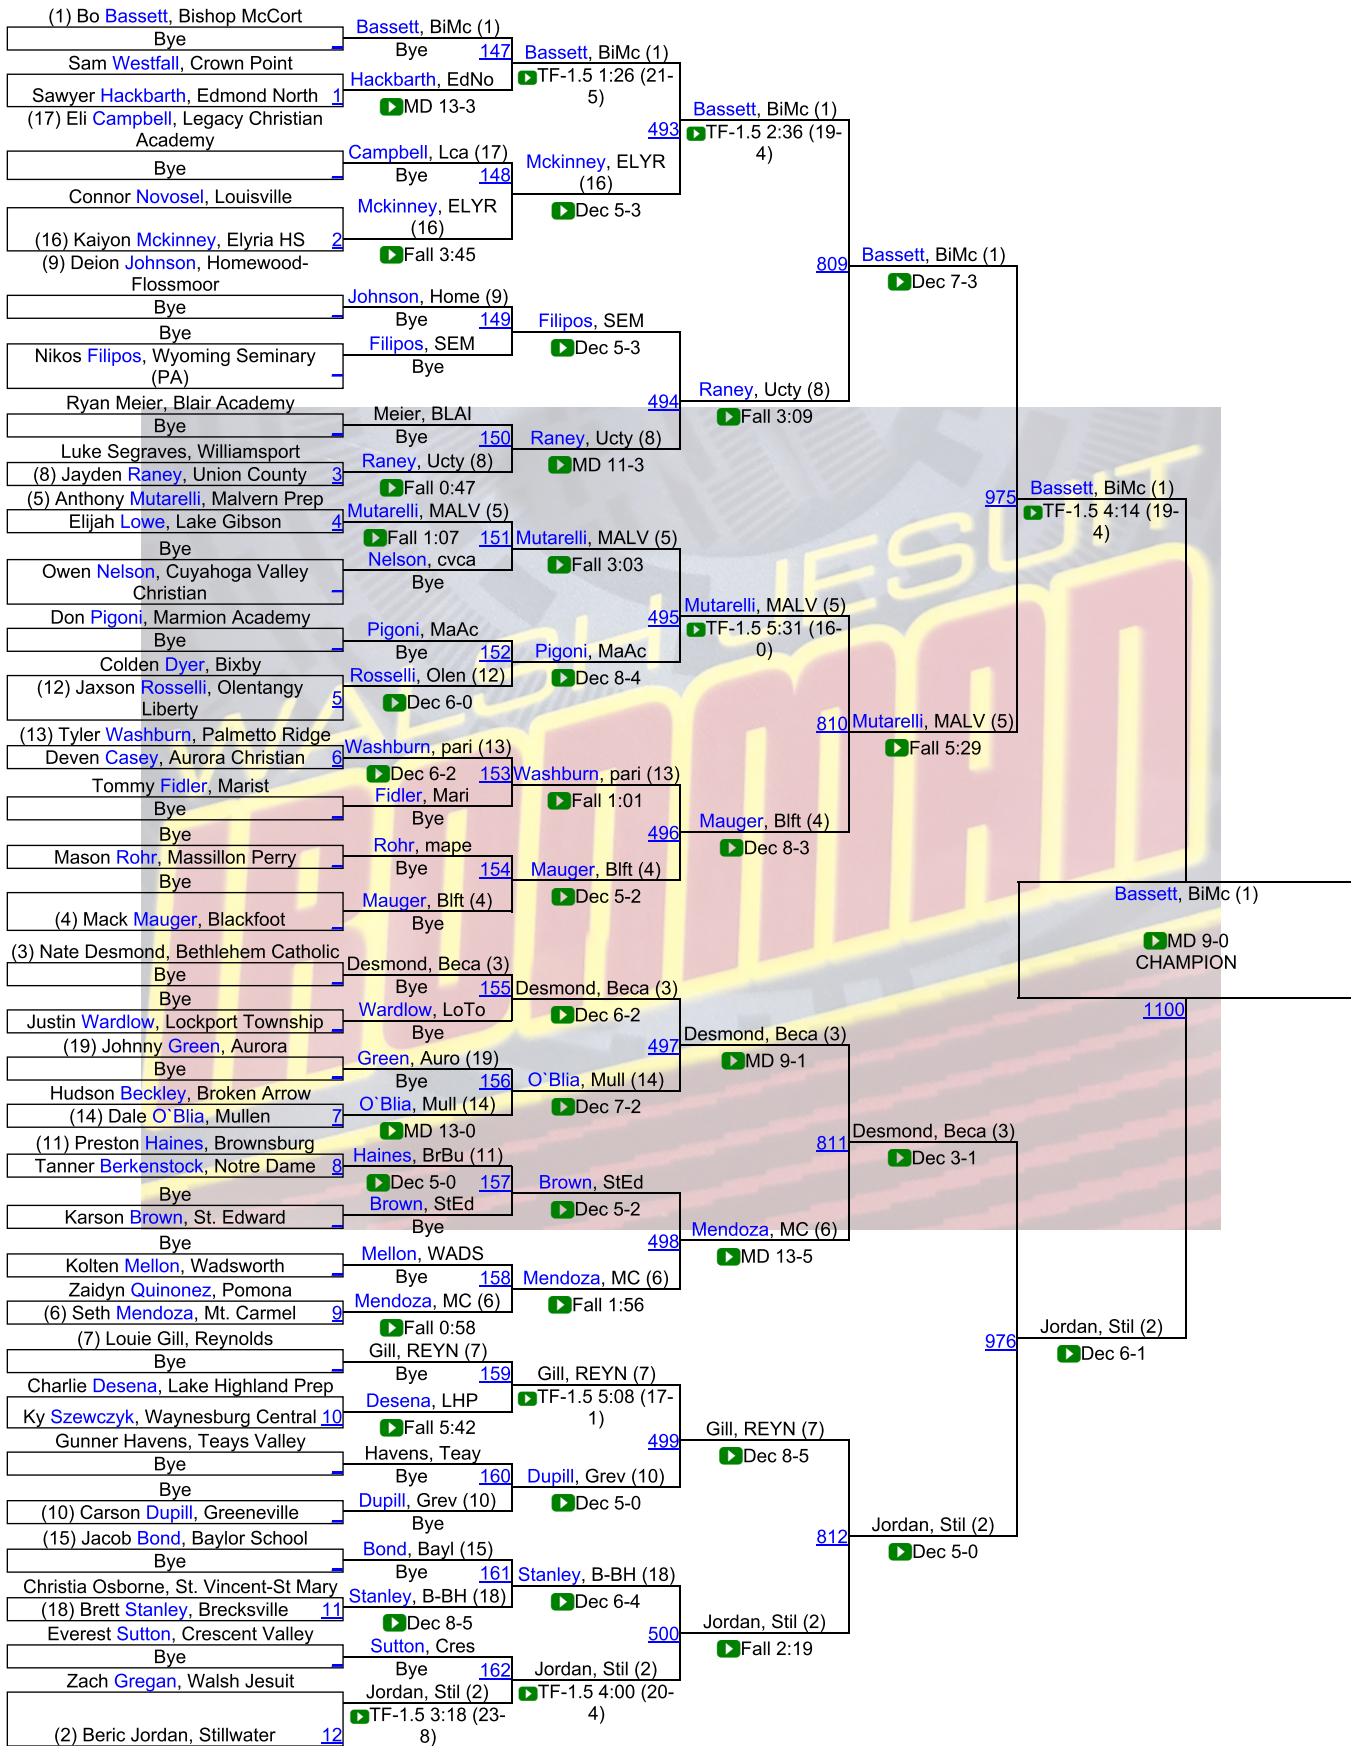 (1) Bo Bassett, Bishop McCort
Bye
Sam Westfall, Crown Point
Sawyer Hackbarth, Edmond North 1
(17) Eli Campbell, Legacy Christian
Academy
Bye
Connor Novosel, Louisville
(16) Kaiyon Mckinney, Elyria HS 2
(9) Deion Johnson, Homewood-
Flossmoor
Bye
Bye
Nikos Filipos, Wyoming Seminary
(PA)
Ryan Meier, Blair Academy
Bye
Luke Segraves, Williamsport
(8) Jayden Raney, Union County 3
(5) Anthony Mutarelli, Malvern Prep
Elijah Lowe, Lake Gibson 4
Bye
Owen Nelson, Cuyahoga Valley
Christian
Don Pigoni, Marmion Academy
Bye
Colden Dyer, Bixby
(12) Jaxson Rosselli, Olentangy
Liberty 5
(13) Tyler Washburn, Palmetto Ridge
Deven Casey, Aurora Christian 6
Tommy Fidler, Marist
Bye
Bye
Mason Rohr, Massillon Perry
Bye
(4) Mack Mauger, Blackfoot
(3) Nate Desmond, Bethlehem Catholic
Bye
Bye
Justin Wardlow, Lockport Township
(19) Johnny Green, Aurora
Bye
Hudson Beckley, Broken Arrow
(14) Dale O`Blia, Mullen 7
(11) Preston Haines, Brownsburg
Tanner Berkenstock, Notre Dame 8
Bye
Karson Brown, St. Edward
Bye
Kolten Mellon, Wadsworth
Zaidyn Quinonez, Pomona
(6) Seth Mendoza, Mt. Carmel 9
(7) Louie Gill, Reynolds
Bye
Charlie Desena, Lake Highland Prep
Ky Szewczyk, Waynesburg Central 10
Gunner Havens, Teays Valley
Bye
Bye
(10) Carson Dupill, Greeneville
(15) Jacob Bond, Baylor School
Bye
Christia Osborne, St. Vincent-St Mary
(18) Brett Stanley, Brecksville 11
Everest Sutton, Crescent Valley
Bye
Zach Gregan, Walsh Jesuit
(2) Beric Jordan, Stillwater 12
Bassett, BiMc (1)
Bye 147
Hackbarth, EdNo
MD 13-3
Campbell, Lca (17)
Bye 148
Mckinney, ELYR
(16)
Fall 3:45
Johnson, Home (9)
Bye 149
Filipos, SEM
Bye
Meier, BLAI
Bye 150
Raney, Ucty (8)
Fall 0:47
Mutarelli, MALV (5)
Fall 1:07 151
Nelson, cvca
Bye
Pigoni, MaAc
Bye 152
Rosselli, Olen (12)
Dec 6-0
Washburn, pari (13)
Dec 6-2 153
Fidler, Mari
Bye
Rohr, mape
Bye 154
Mauger, Blft (4)
Bye
Desmond, Beca (3)
Bye 155
Wardlow, LoTo
Bye
Green, Auro (19)
Bye 156
O`Blia, Mull (14)
MD 13-0
Haines, BrBu (11)
Dec 5-0 157
Brown, StEd
Bye
Mellon, WADS
Bye 158
Mendoza, MC (6)
Fall 0:58
Gill, REYN (7)
Bye 159
Desena, LHP
Fall 5:42
Havens, Teay
Bye 160
Dupill, Grev (10)
Bye
Bond, Bayl (15)
Bye 161
Stanley, B-BH (18)
Dec 8-5
Sutton, Cres
Bye 162
Jordan, Stil (2)
TF-1.5 3:18 (23-
8)
Bassett, BiMc (1)
TF-1.5 1:26 (21-
5)
493
Mckinney, ELYR
(16)
Dec 5-3
Filipos, SEM
Dec 5-3
494
Raney, Ucty (8)
MD 11-3
Mutarelli, MALV (5)
Fall 3:03
495
Pigoni, MaAc
Dec 8-4
Washburn, pari (13)
Fall 1:01
496
Mauger, Blft (4)
Dec 5-2
Desmond, Beca (3)
Dec 6-2
497
O`Blia, Mull (14)
Dec 7-2
Brown, StEd
Dec 5-2
498
Mendoza, MC (6)
Fall 1:56
Gill, REYN (7)
TF-1.5 5:08 (17-
1)
499
Dupill, Grev (10)
Dec 5-0
Stanley, B-BH (18)
Dec 6-4
500
Jordan, Stil (2)
TF-1.5 4:00 (20-
4)
Bassett, BiMc (1)
TF-1.5 2:36 (19-
4)
809
Raney, Ucty (8)
Fall 3:09
Mutarelli, MALV (5)
TF-1.5 5:31 (16-
0)
810
Mauger, Blft (4)
Dec 8-3
Desmond, Beca (3)
MD 9-1
811
Mendoza, MC (6)
MD 13-5
Gill, REYN (7)
Dec 8-5
812
Jordan, Stil (2)
Fall 2:19
Bassett, BiMc (1)
Dec 7-3
975
Mutarelli, MALV (5)
Fall 5:29
Desmond, Beca (3)
Dec 3-1
976
Jordan, Stil (2)
Dec 5-0
Bassett, BiMc (1)
TF-1.5 4:14 (19-
4)
Jordan, Stil (2)
Dec 6-1
Bassett, BiMc (1)
MD 9-0
CHAMPION
1100
WALSH JESUIT
IRONMAN